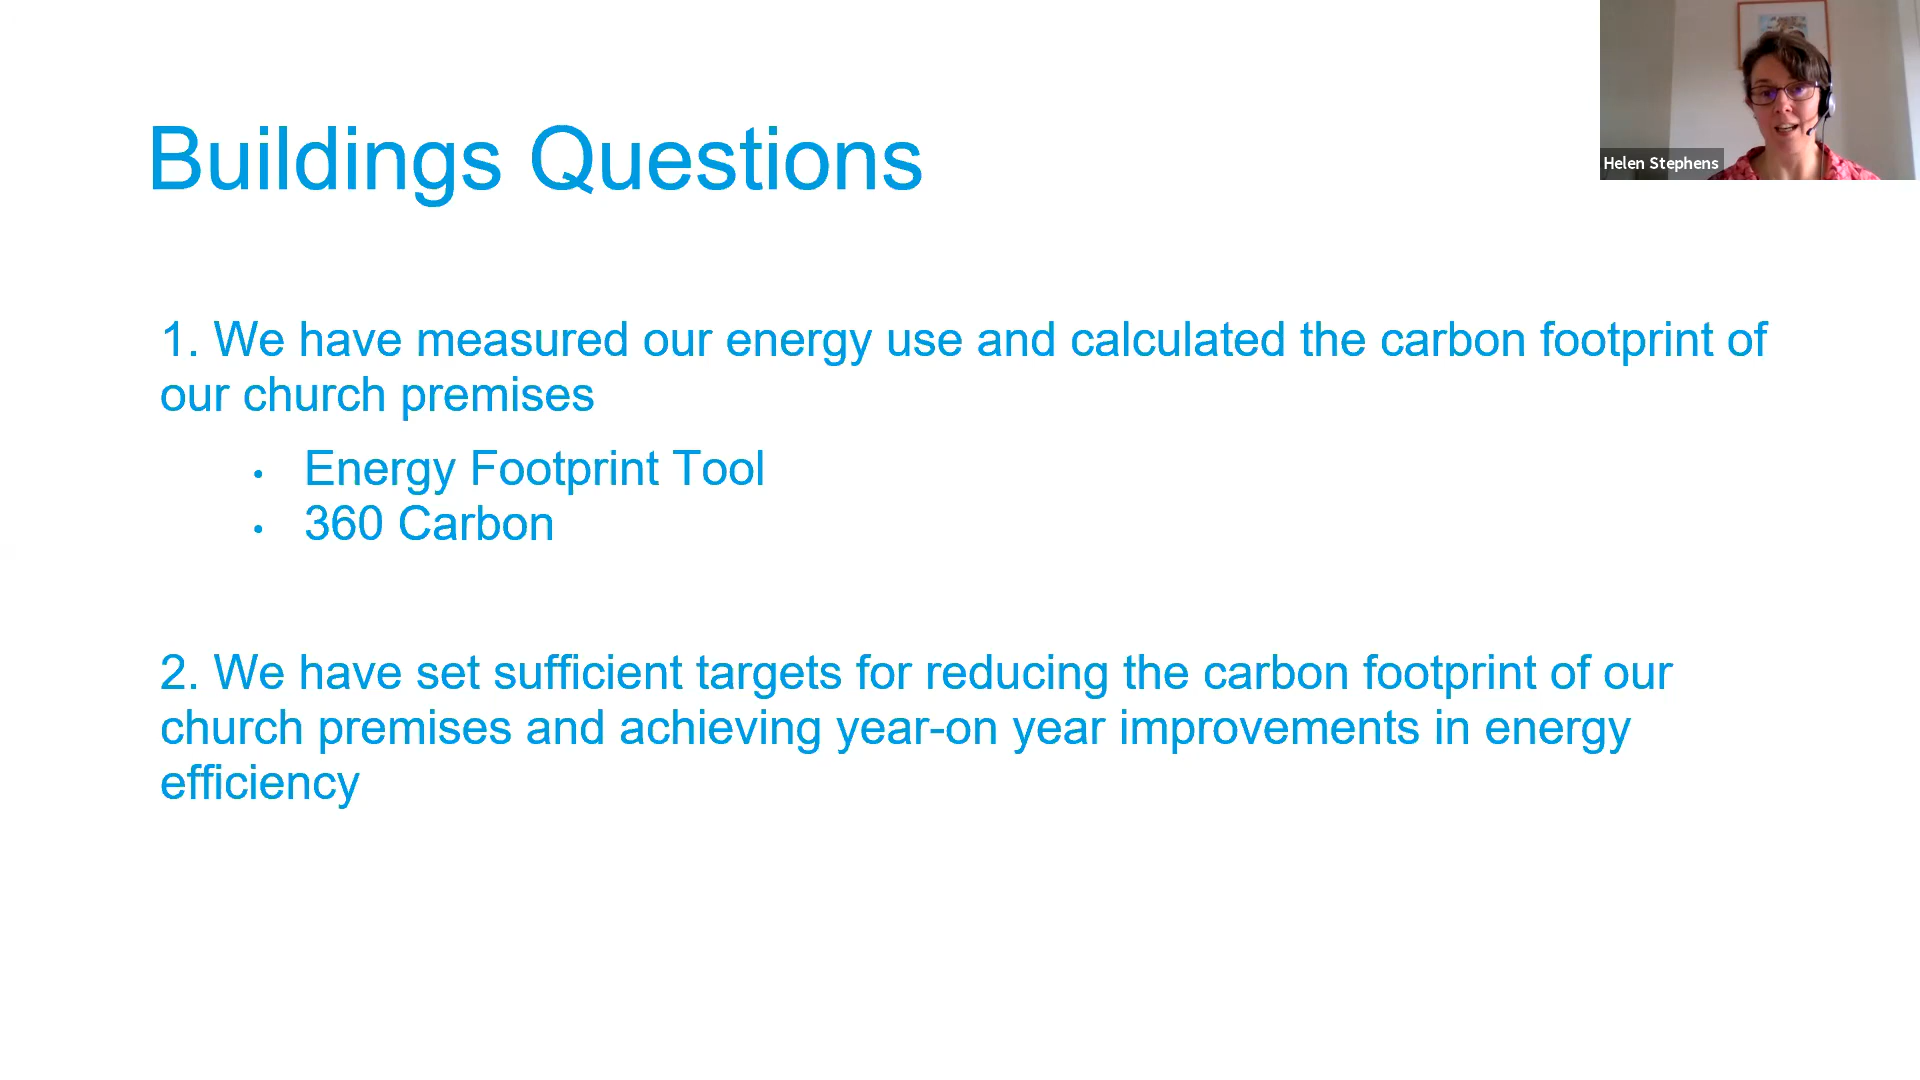 Buildings Questions
Helen Stephens
1. We have measured our energy use and calculated the carbon footprint of
our church premises
• Energy Footprint Tool
• 360 Carbon
2. We have set sufficient targets for reducing the carbon footprint of our
church premises and achieving year-on year improvements in energy
efficiency